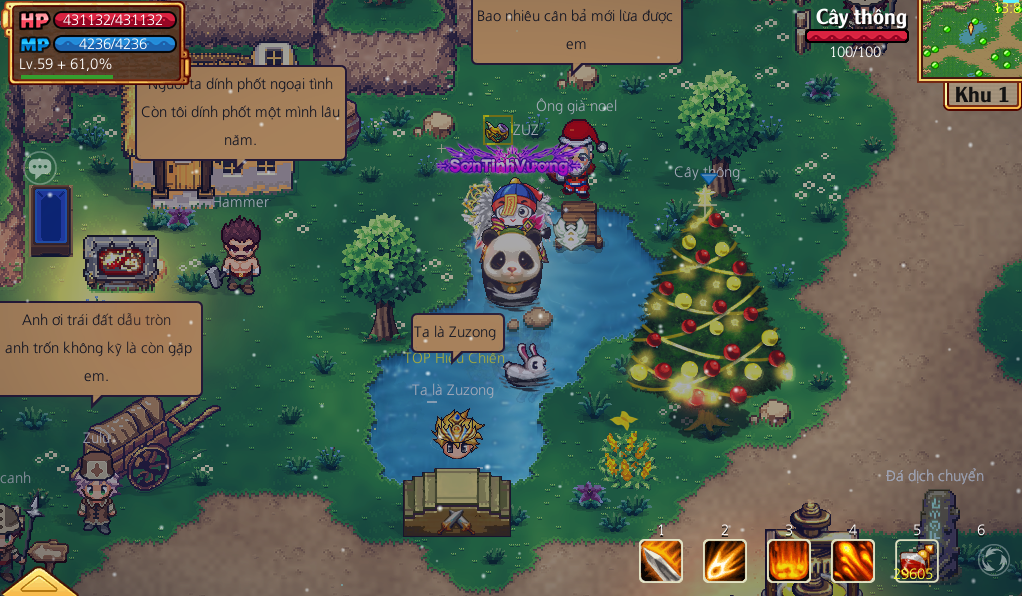 HP 431132/431132
MP 4236/4236
Lv.59 + 61,0%
Bao nhiêu cân bả mới lừa được
em
Cây thông
100/100
Khu 1
Người ta dính phốt ngoại tình
Còn tôi dính phốt một mình lâu
năm.
Ông già noel
ZUZ
SơnTinhVương
Cây thông
Hammer
Anh ơi trái đất dẫu tròn
anh trốn không kỹ là còn gặp
em.
Ta là Zuzong
TOP Hiếu Chiến
Ta là Zuzong
Zulu
canh
Đá dịch chuyển
1
2
3
4
5
6
29605